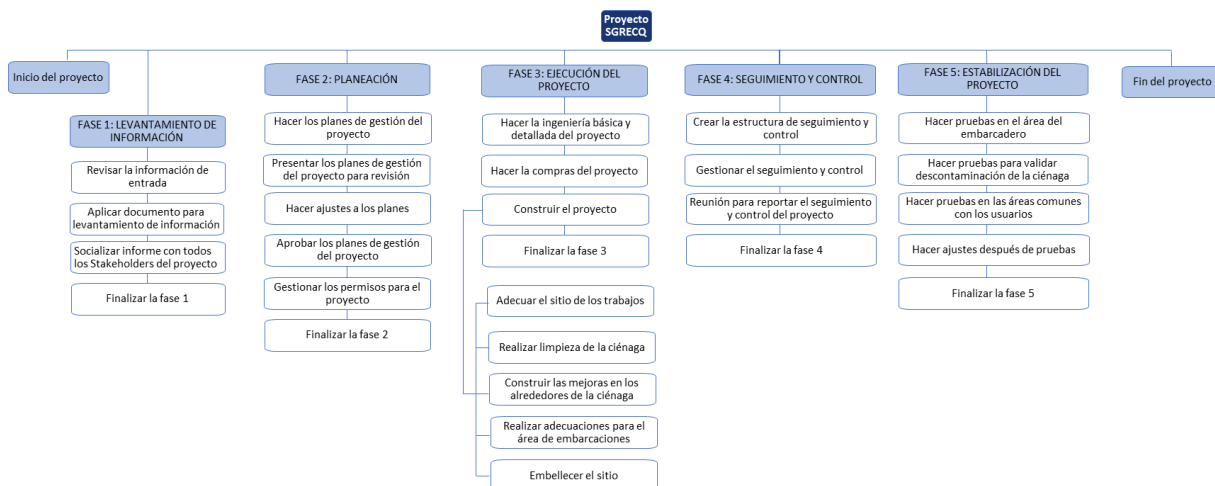 Proyecto
SGRECQ
Inicio del proyecto
FASE 1: LEVANTAMIENTO DE
INFORMACIÓN
Revisar la información de
entrada
Aplicar documento para
levantamiento de información
Socializar informe con todos
los Stakeholders del proyecto
Finalizar la fase 1
FASE 2: PLANEACIÓN
Hacer los planes de gestión del
proyecto
Presentar los planes de gestión
del proyecto para revisión
Hacer ajustes a los planes
Aprobar los planes de gestión
del proyecto
Gestionar los permisos para el
proyecto
Finalizar la fase 2
FASE 3: EJECUCIÓN DEL
PROYECTO
Hacer la ingeniería básica y
detallada del proyecto
Hacer la compras del proyecto
Construir el proyecto
Finalizar la fase 3
Adecuar el sitio de los trabajos
Realizar limpieza de la ciénaga
Construir las mejoras en los
alrededores de la ciénaga
Realizar adecuaciones para el
área de embarcaciones
Embellecer el sitio
FASE 4: SEGUIMIENTO Y CONTROL
Crear la estructura de seguimiento y
control
Gestionar el seguimiento y control
Reunión para reportar el seguimiento
y control del proyecto
Finalizar la fase 4
FASE 5: ESTABILIZACIÓN DEL
PROYECTO
Hacer pruebas en el área del
embarcadero
Hacer pruebas para validar
descontaminación de la ciénaga
Hacer pruebas en las áreas comunes
con los usuarios
Hacer ajustes después de pruebas
Finalizar la fase 5
Fin del proyecto